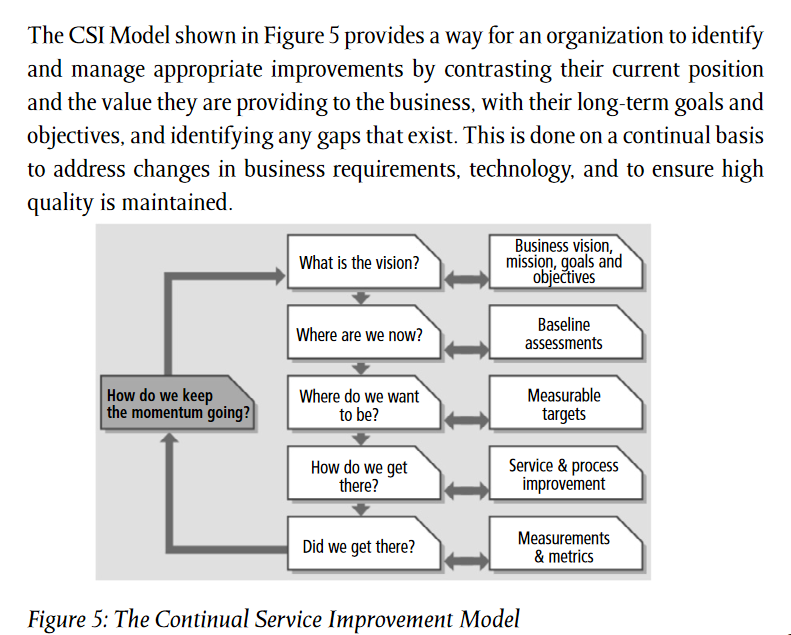 The CSI Model shown in Figure 5 provides a way for an organization to identify
and manage appropriate improvements by contrasting their current position
and the value they are providing to the business, with their long-term goals and
objectives, and identifying any gaps that exist. This is done on a continual basis
to address changes in business requirements, technology, and to ensure high
quality is maintained.
What is the vision?
Business vision,
mission, goals and
objectives
Where are we now?
Baseline
assessments
How do we keep
the momentum going?
Where do we want
to be?
Measurable
targets
How do we get
there?
Service & process
improvement
Did we get there?
Measurements
& metrics
Figure 5: The Continual Service Improvement Model